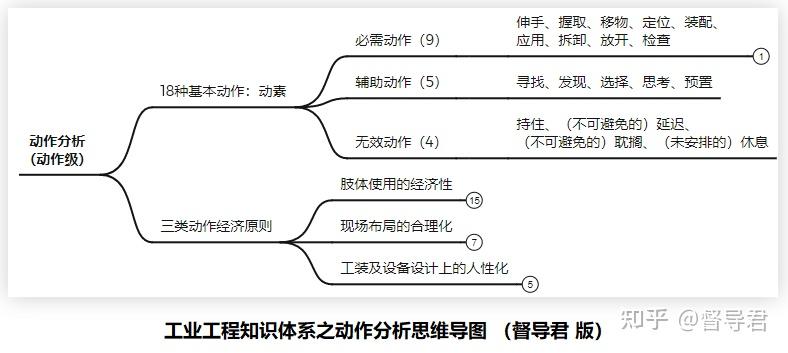 必需动作（9）
伸手、握取、移物、定位、装配、
应用、拆卸、放开、检查
1
18种基本动作：动素
辅助动作（5）
寻找、发现、选择、思考、预置
动作分析
（动作级）
无效动作（4）
持住、（不可避免的）延迟、
（不可避免的）耽搁、（未安排的）休息
肢体使用的经济性
15
三类动作经济原则
现场布局的合理化
7
工装及设备设计上的人性化
5
工业工程知识体系之动作分析思维导图 （督导君 版）
知乎 @督导君